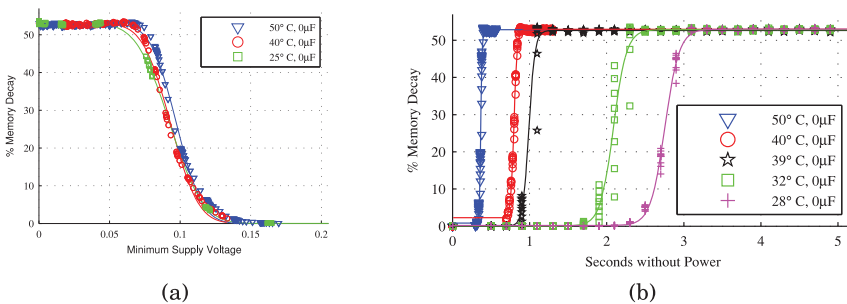 60
50
40
30
20
10
0
% Memory Decay
0
0.05
0.1
0.15
0.2
Minimum Supply Voltage
50° C, 0μF
40° C, 0μF
25° C, 0μF
(a)
50
40
30
20
10
0
% Memory Decay
0
1
2
3
4
5
Seconds without Power
50° C, 0μF
40° C, 0μF
39° C, 0μF
32° C, 0μF
28° C, 0μF
(b)